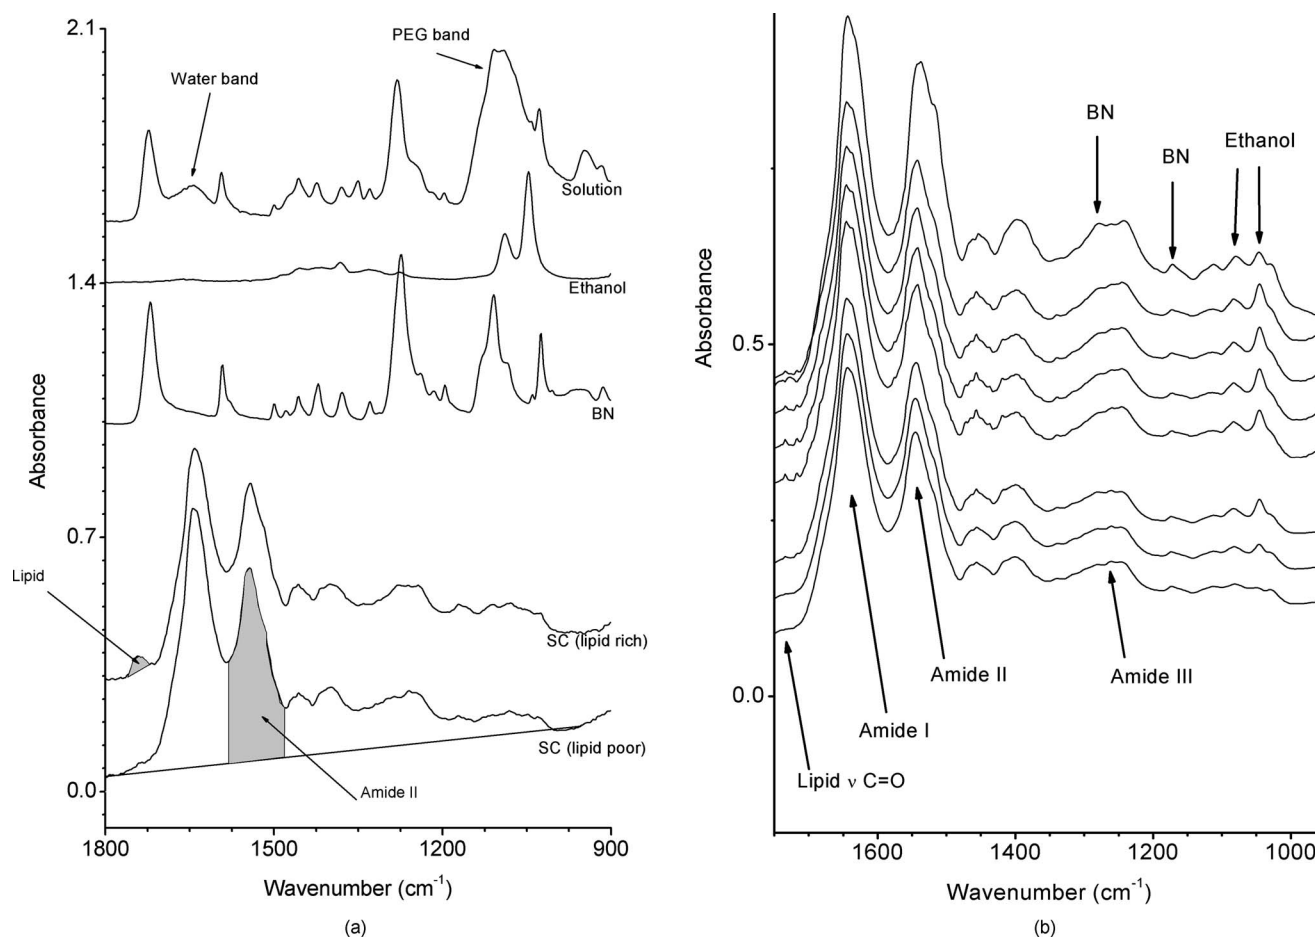 2.1
PEG band
Water band
Solution
1.4
Ethanol
BN
Absorbance
0.7
Lipid
SC (lipid rich)
SC (lipid poor)
0.0
Amide II
1800
1500
1200
900
Wavenumber (cm-1)
(a)
BN
BN
Ethanol
Absorbance
0.5
Amide II
Amide III
0.0
Amide I
Lipid ν C=O
1600
1400
1200
1000
Wavenumber (cm-1)
(b)